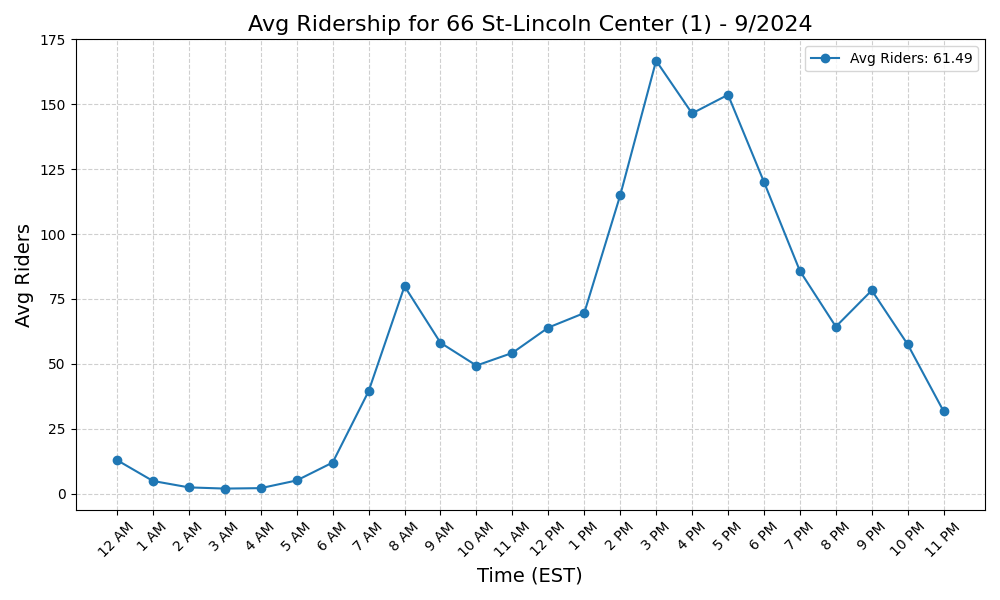 Avg Ridership for 66 St-Lincoln Center (1) - 9/2024
Avg Riders: 61.49
Avg Riders
175
150
125
100
75
50
25
0
12 AM
1 AM
2 AM
3 AM
4 AM
5 AM
6 AM
7 AM
8 AM
9 AM
10 AM
11 AM
12 PM
1 PM
2 PM
3 PM
4 PM
5 PM
6 PM
7 PM
8 PM
9 PM
10 PM
11 PM
Time (EST)